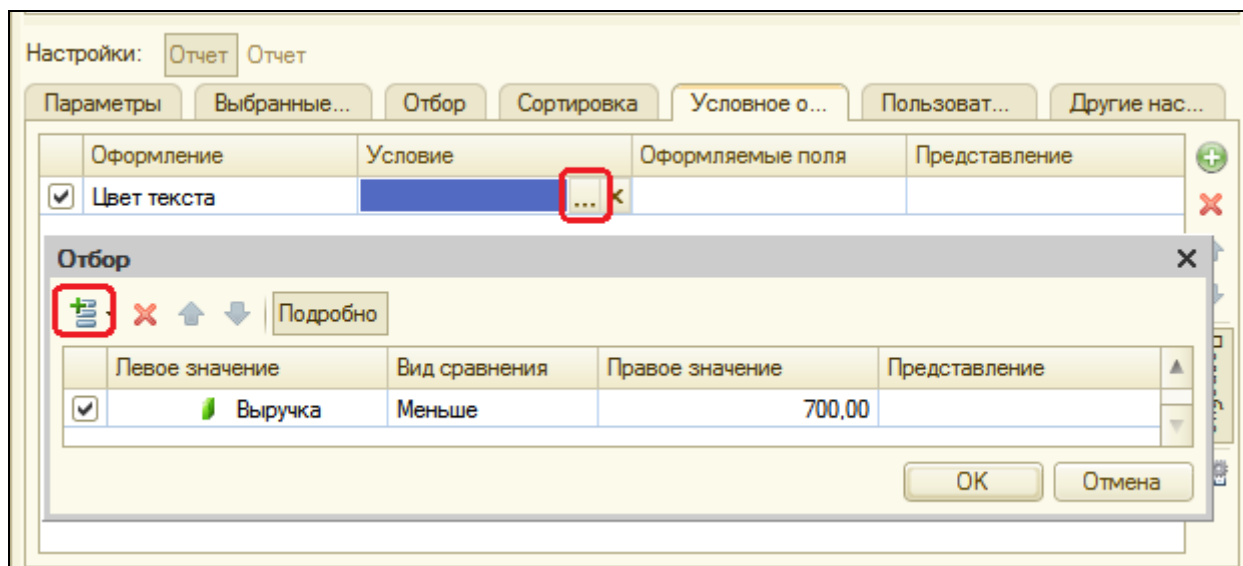 Настройки: Отчет Отчет
Параметры Выбранные... Отбор Сортировка Условное о... Пользоват... Другие нас...
Оформление Условие Оформляемые поля Представление
Цвет текста ...
Отбор
Подробно
Левое значение Вид сравнения Правое значение Представление
Выручка Меньше 700,00
OK Отмена